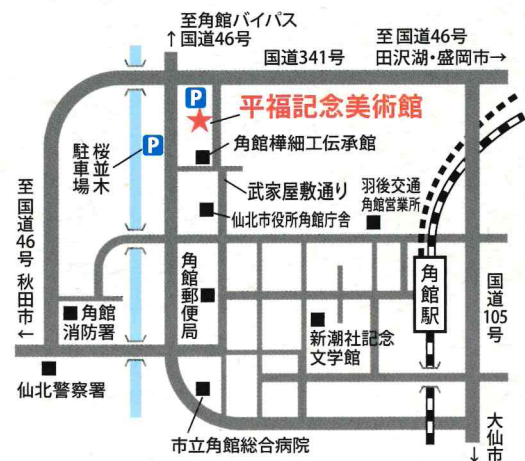 至角館バイパス
↑国道46号
国道341号
至国道46号
田沢湖・盛岡市→
P
平福記念美術館
P
桜並木
駐車場
角館樺細工伝承館
武家屋敷通り
羽後交通
角館営業所
仙北市役所角館庁舎
至国道46号 秋田市←
角館
消防署
角館郵便局
角館駅
国道105号
新潮社記念
文学館
仙北警察署
市立角館総合病院
大仙市↓